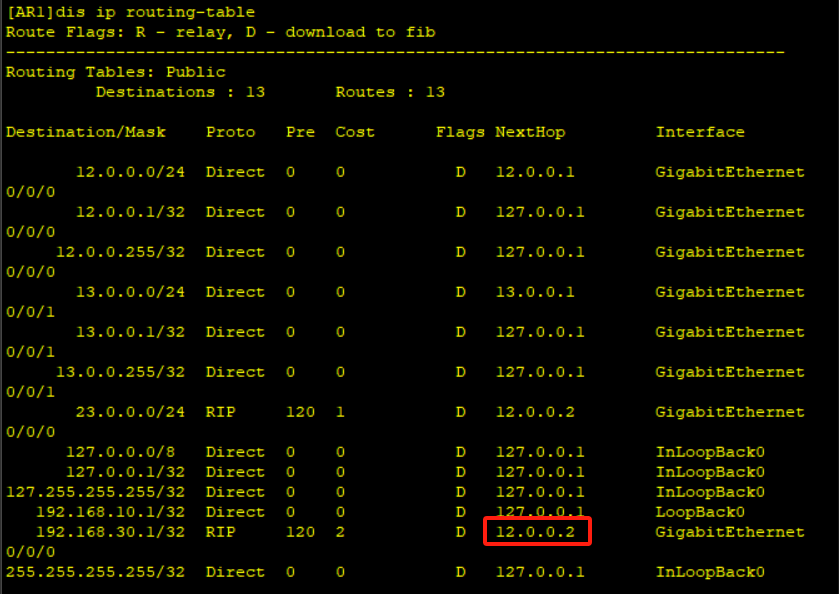 [AR1]dis ip routing-table
Route Flags: R - relay, D - download to fib
------------------------------------------------------------------------------
Routing Tables: Public
         Destinations : 13       Routes : 13

Destination/Mask    Proto   Pre  Cost      Flags NextHop         Interface

       12.0.0.0/24  Direct  0    0           D   12.0.0.1        GigabitEthernet
0/0/0
       12.0.0.1/32  Direct  0    0           D   127.0.0.1       GigabitEthernet
0/0/0
     12.0.0.255/32  Direct  0    0           D   127.0.0.1       GigabitEthernet
0/0/0
       13.0.0.0/24  Direct  0    0           D   13.0.0.1        GigabitEthernet
0/0/1
       13.0.0.1/32  Direct  0    0           D   127.0.0.1       GigabitEthernet
0/0/1
     13.0.0.255/32  Direct  0    0           D   127.0.0.1       GigabitEthernet
0/0/1
       23.0.0.0/24  RIP     120  1           D   12.0.0.2        GigabitEthernet
0/0/0
      127.0.0.0/8   Direct  0    0           D   127.0.0.1       InLoopBack0
      127.0.0.1/32  Direct  0    0           D   127.0.0.1       InLoopBack0
127.255.255.255/32  Direct  0    0           D   127.0.0.1       InLoopBack0
   192.168.10.1/32  Direct  0    0           D   127.0.0.1       LoopBack0
   192.168.30.1/32  RIP     120  2           D   12.0.0.2        GigabitEthernet
0/0/0
255.255.255.255/32  Direct  0    0           D   127.0.0.1       InLoopBack0